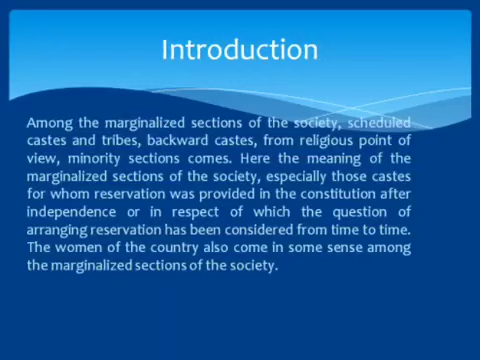 Introduction
Among the marginalized sections of the society, scheduled
castes and tribes, backward castes, from religious point of
view, minority sections comes. Here the meaning of the
marginalized sections of the society, especially those castes
for whom reservation was provided in the constitution after
independence or in respect of which the question of
arranging reservation has been considered from time to time.
The women of the country also come in some sense among
the marginalized sections of the society.